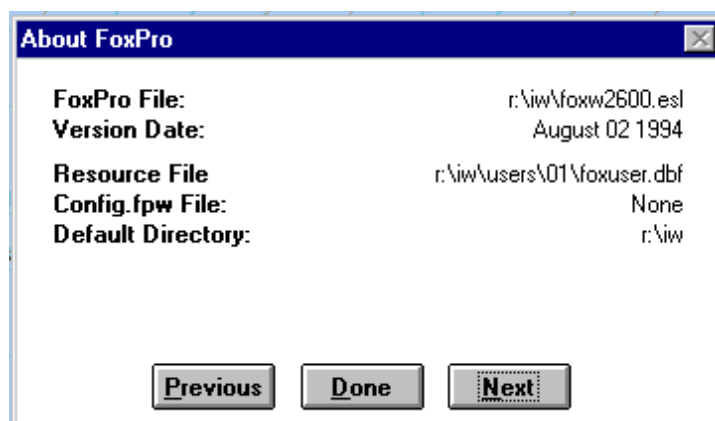 About FoxPro
FoxPro File: r:\iw\foxw2600.esl
Version Date: August 02 1994
Resource File r:\iw\users\01\foxuser.dbf
Config.fpw File: None
Default Directory: r:\iw
Previous Done Next